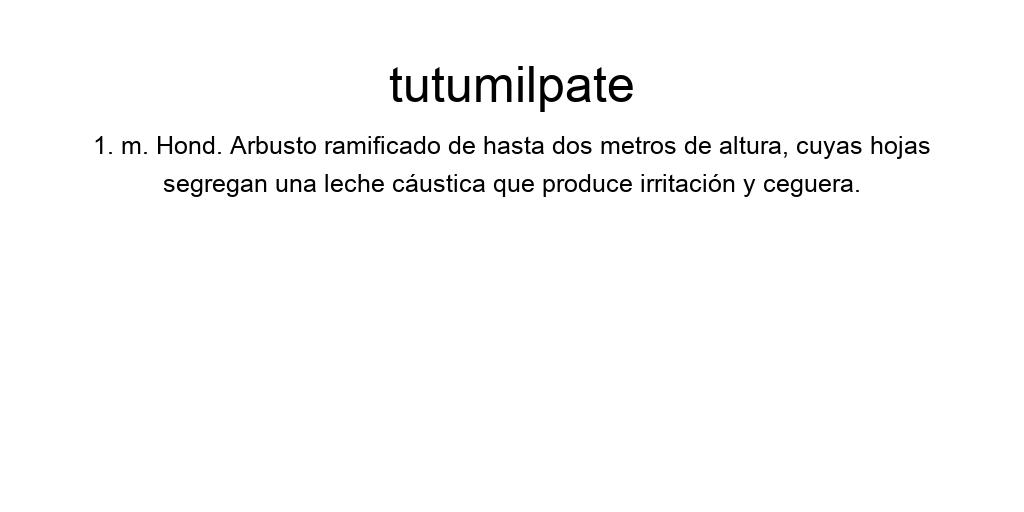 tutumilpate
1. m. Hond. Arbusto ramificado de hasta dos metros de altura, cuyas hojas
segregan una leche cáustica que produce irritación y ceguera.